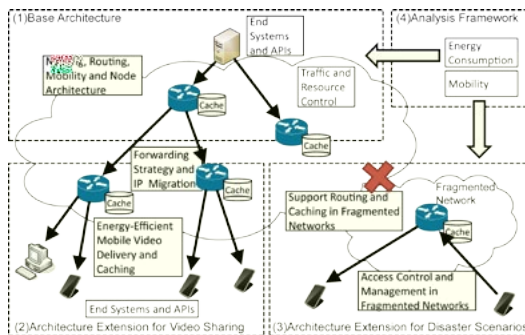 (1)Base Architecture
End
Systems
and APIs
(4)Analysis Framework
Energy
Consumption
Mobility
Routing,
Mobility and Node
Architecture
Traffic and
Resource
Control
Cache
Cache
Forwarding
Strategy and
IP Migration
Cache
Cache
Energy-Efficient
Mobile Video
Delivery and
Caching
End Systems and APIs
(2)Architecture Extension for Video Sharing
Support Routing and
Caching in Fragmented
Networks
Fragmented
Network
Cache
Access Control and
Management in
Fragmented Networks
(3)Architecture Extension for Disaster